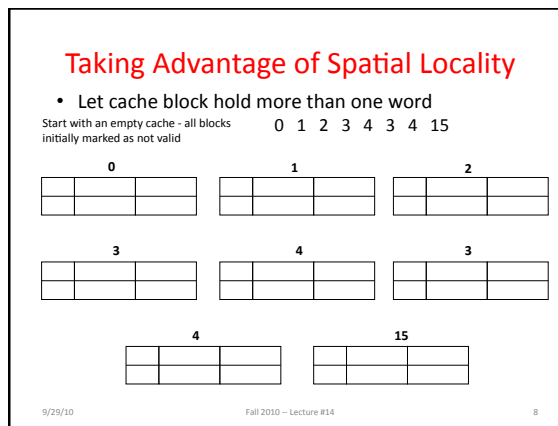 Taking Advantage of Spatial Locality
• Let cache block hold more than one word
Start with an empty cache - all blocks
initially marked as not valid
0 1 2 3 4 3 4 15
0 1 2
3 4 3
4 15
9/29/10 Fall 2010 -- Lecture #14 8